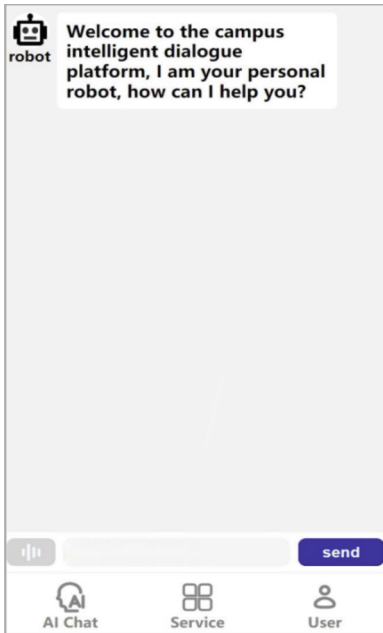 robot
Welcome to the campus
intelligent dialogue
platform, I am your personal
robot, how can I help you?
send
AI
AI Chat
Service
User